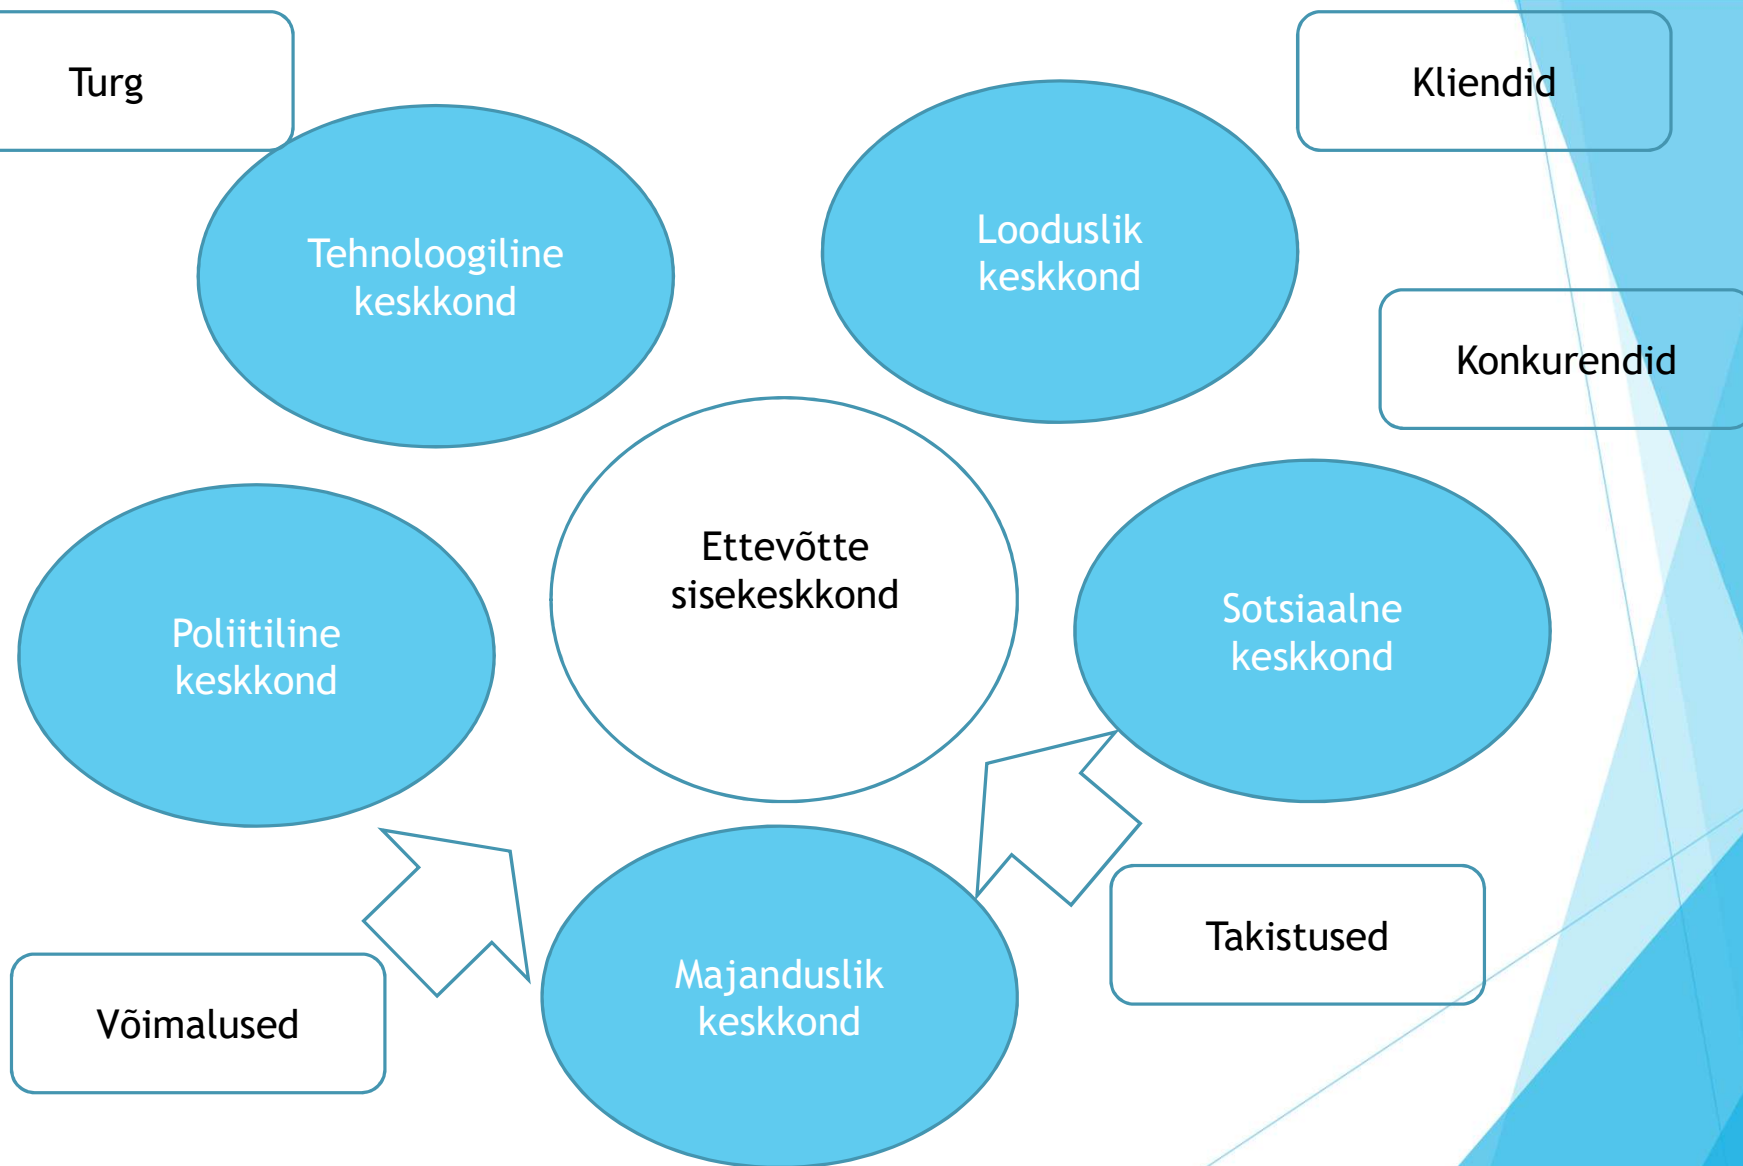 Turg
Kliendid
Tehnoloogiline
keskkond
Looduslik
keskkond
Konkurendid
Ettevõtte
sisekeskkond
Poliitiline
keskkond
Sotsiaalne
keskkond
Takistused
Majanduslik
keskkond
Võimalused